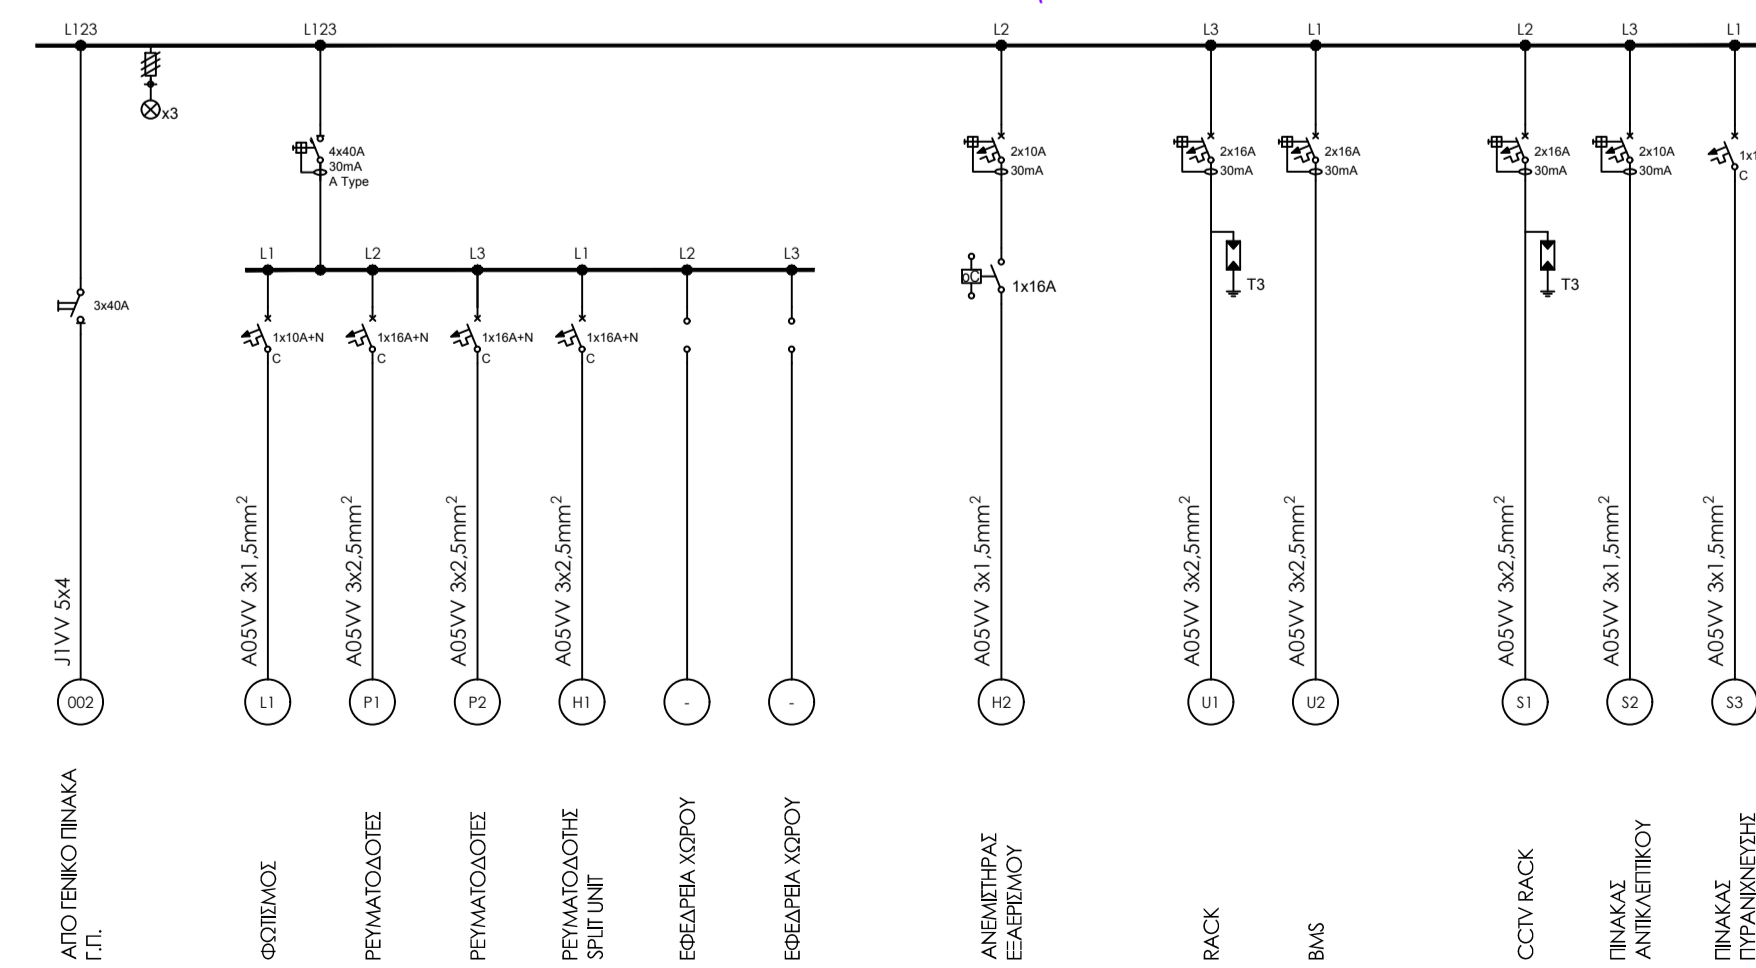 L123
L123
L2
L3
L1
L2
L3
L1
x3
4x40A
30mA
A Type
2x10A
30mA
2x16A
30mA
2x16A
30mA
2x16A
30mA
2x10A
30mA
C
L1
L2
L3
L1
L2
L3
3x40A
1x10A+N
C
1x16A+N
C
1x16A+N
C
1x16A+N
C
1x16A
T3
T3
J1VV 5x4
A05VV 3x1,5mm²
A05VV 3x2,5mm²
A05VV 3x2,5mm²
A05VV 3x2,5mm²
A05VV 3x1,5mm²
A05VV 3x2,5mm²
A05VV 3x2,5mm²
A05VV 3x2,5mm²
A05VV 3x1,5mm²
A05VV 3x1,5mm²
002
L1
P1
P2
H1
-
-
H2
U1
U2
S1
S2
S3
ΑΠΟ ΓΕΝΙΚΟ ΠΙΝΑΚΑ
Γ.Π.
ΦΩΤΙΣΜΟΣ
ΡΕΥΜΑΤΟΔΟΤΕΣ
ΡΕΥΜΑΤΟΔΟΤΕΣ
ΡΕΥΜΑΤΟΔΟΤΗΣ
SPLIT UNIT
ΕΦΕΔΡΕΙΑ ΧΩΡΟΥ
ΕΦΕΔΡΕΙΑ ΧΩΡΟΥ
ΑΝΕΜΙΣΤΗΡΑΣ
ΕΞΑΕΡΙΣΜΟΥ
RACK
BMS
CCTV RACK
ΠΙΝΑΚΑΣ
ΑΝΤΙΚΛΕΠΤΙΚΟΥ
ΠΙΝΑΚΑΣ
ΠΥΡΑΝΙΧΝΕΥΣΗΣ